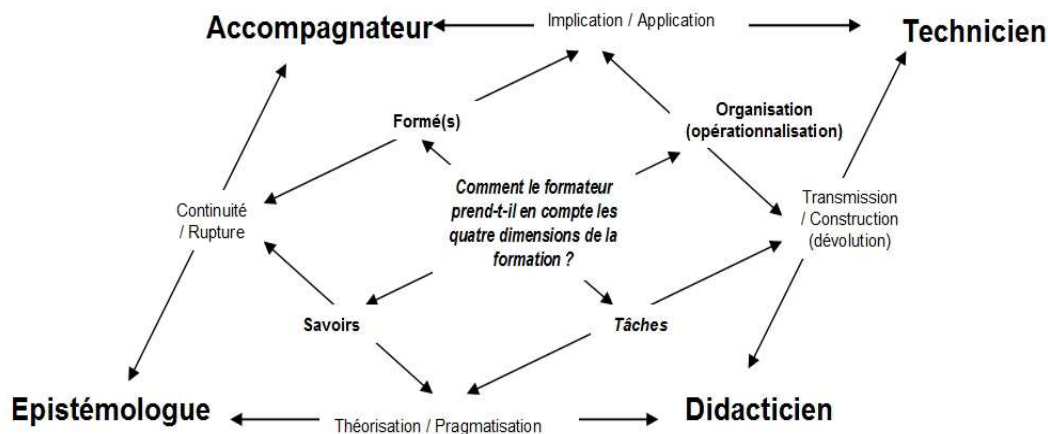 Accompagnateur
Implication / Application
Technicien
Formé(s)
Organisation
(opérationnalisation)
Comment le formateur
prend-t-il en compte les
quatre dimensions de la
formation ?
Continuité
/ Rupture
Transmission
/ Construction
(dévolution)
Savoirs
Tâches
Epistémologue
Théorisation / Pragmatisation
Didacticien